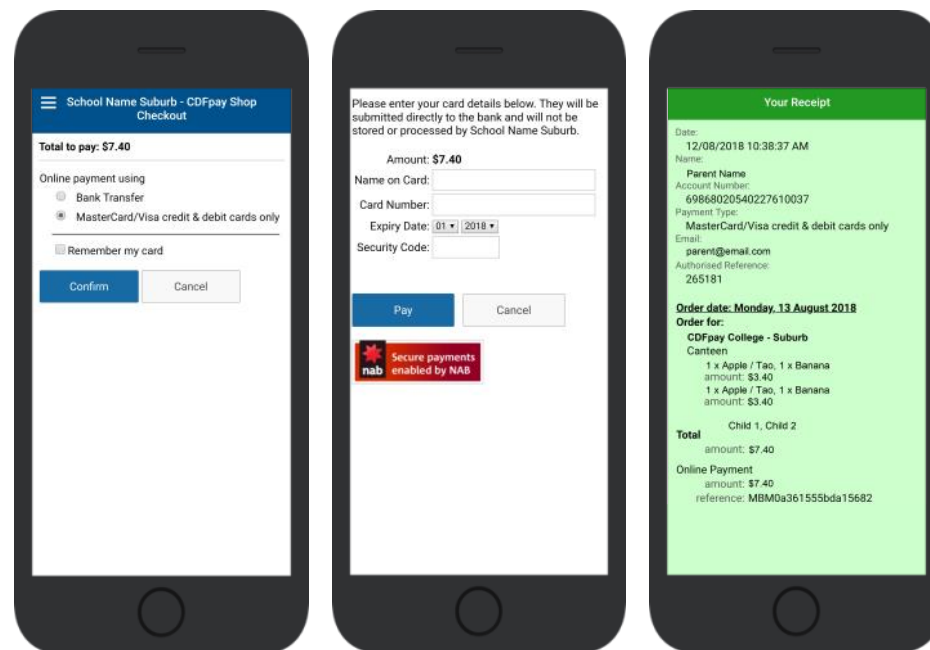 School Name Suburb - CDFpay Shop
Checkout
Total to pay: $7.40
Online payment using
Bank Transfer
MasterCard/Visa credit & debit cards only
Remember my card
Confirm
Cancel
Please enter your card details below. They will be
submitted directly to the bank and will not be
stored or processed by School Name Suburb.
Amount: $7.40
Name on Card:
Card Number:
Expiry Date: 01 2018
Security Code:
Pay
Cancel
nab
Secure payments
enabled by NAB
Your Receipt
Date:
12/08/2018 10:38:37 AM
Name:
Parent Name
Account Number:
69868020540227610037
Payment Type:
MasterCard/Visa credit & debit cards only
Email:
parent@email.com
Authorised Reference:
265181
Order date: Monday, 13 August 2018
Order for:
CDFpay College - Suburb
Canteen
1 x Apple / Tao, 1 x Banana
amount: $3.40
1 x Apple / Tao, 1 x Banana
amount: $3.40
Child 1, Child 2
Total
amount: $7.40
Online Payment
amount: $7.40
reference: MBM0a361555bda15682